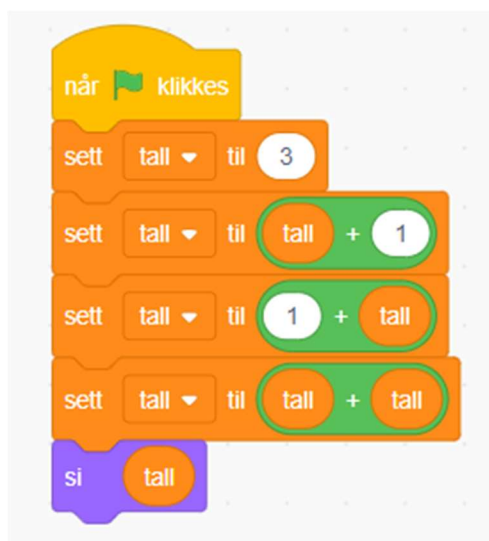 når klikkes
sett tall til 3
sett tall til tall + 1
sett tall til 1 + tall
sett tall til tall + tall
si tall